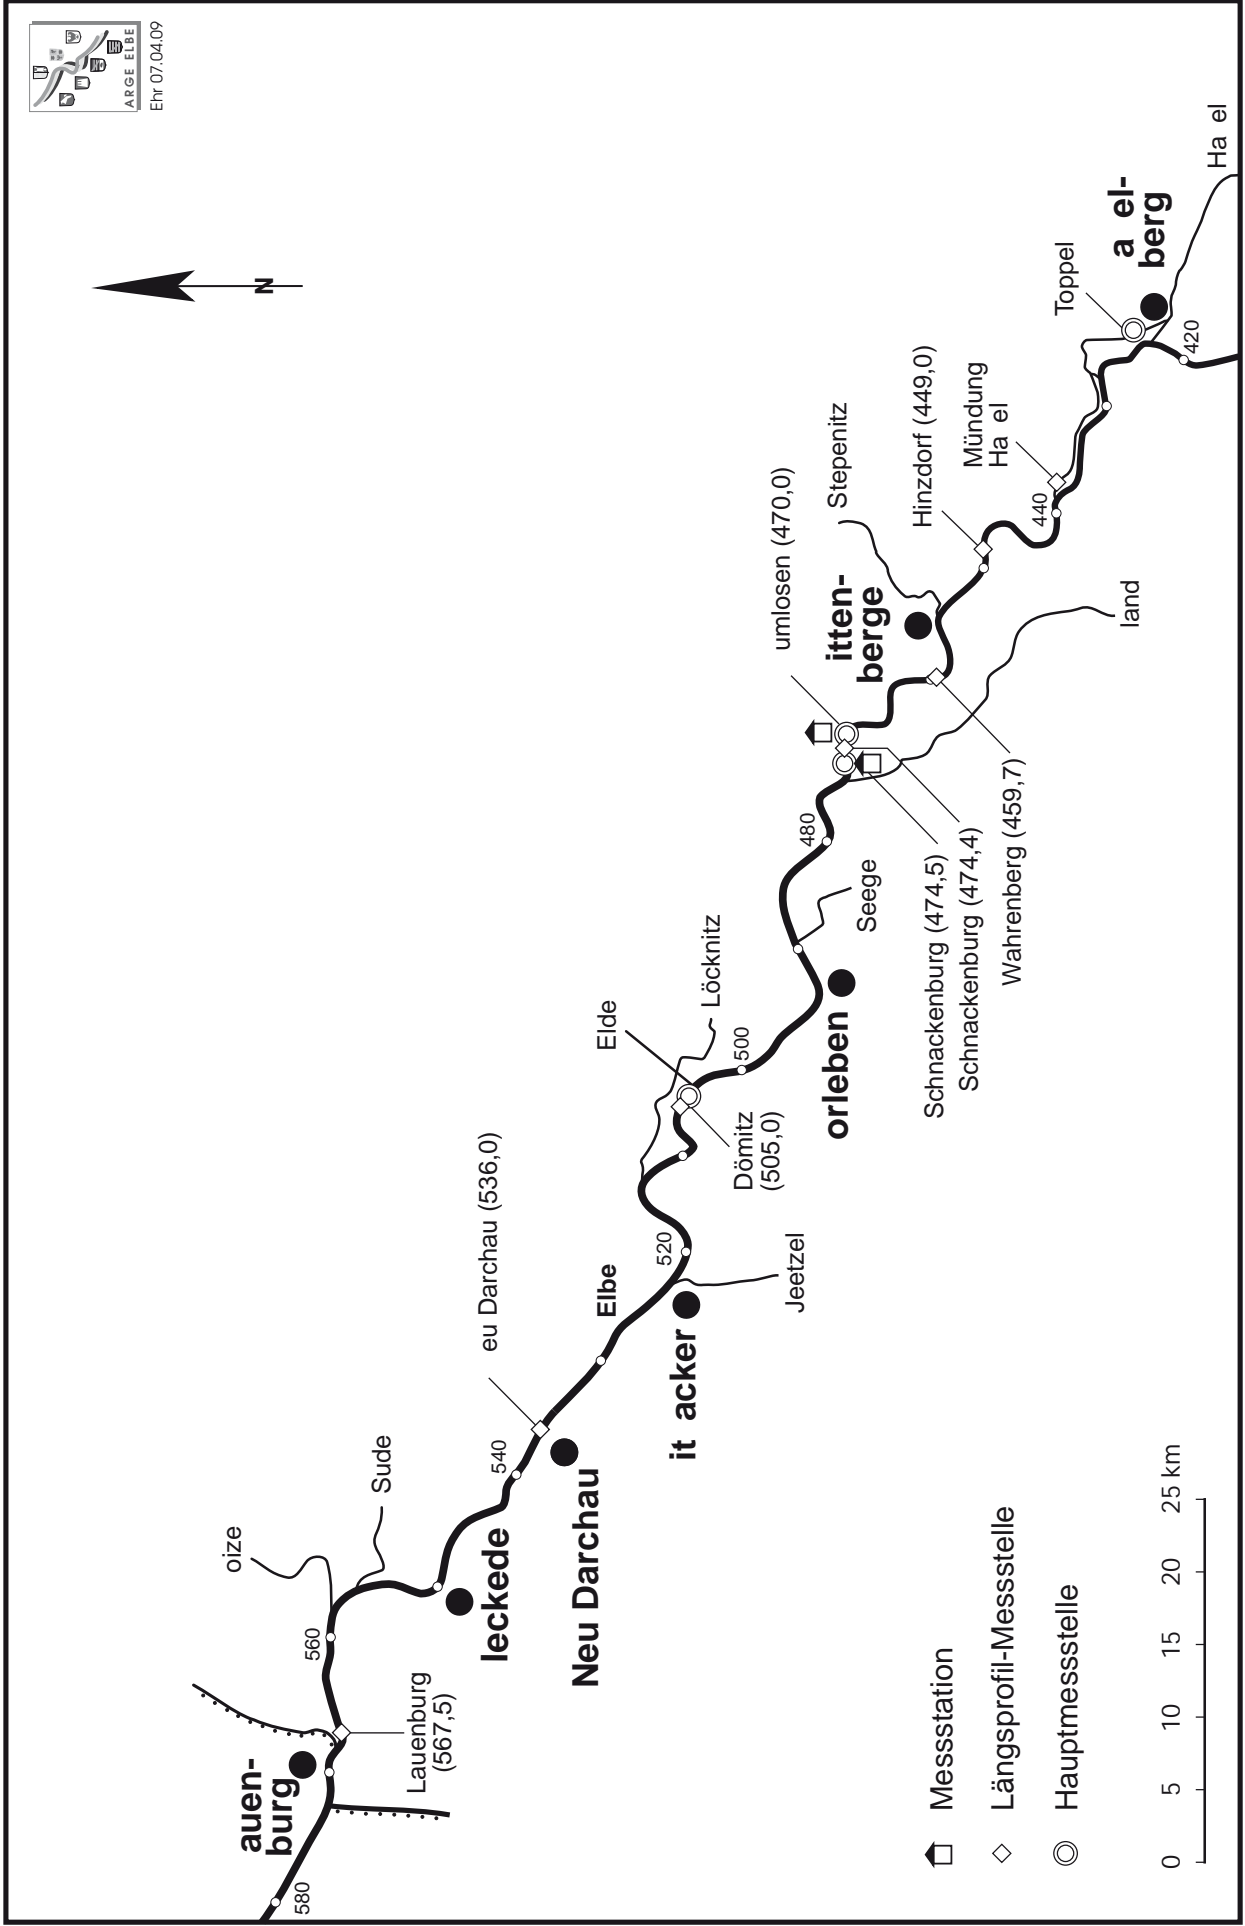 ARGE ELBE
Ehr 07.04.09
N
auen-
burg
580
Lauenburg
(567,5)
560
oize
Sude
leckede
540
Neu Darchau
eu Darchau (536,0)
Elbe
it acker
520
Jeetzel
Dömitz
(505,0)
Elde
Löcknitz
500
orleben
Seege
480
Schnackenburg (474,5)
Schnackenburg (474,4)
Wahrenberg (459,7)
umlosen (470,0)
itten-
berge
Stepenitz
land
Hinzdorf (449,0)
Mündung
Ha el
440
Toppel
a el-
berg
420
Ha el
Messstation
Längsprofil-Messstelle
Hauptmessstelle
0 5 10 15 20 25 km